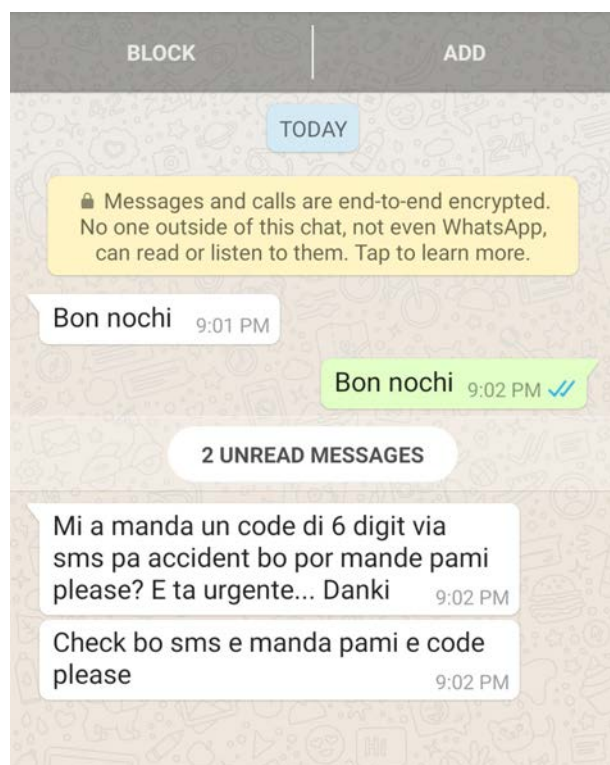 BLOCK
ADD
TODAY
Messages and calls are end-to-end encrypted.
No one outside of this chat, not even WhatsApp,
can read or listen to them. Tap to learn more.
Bon nochi 9:01 PM
Bon nochi 9:02 PM
2 UNREAD MESSAGES
Mi a manda un code di 6 digit via
sms pa accident bo por mande pami
please? E ta urgente... Danki 9:02 PM
Check bo sms e manda pami e code
please 9:02 PM